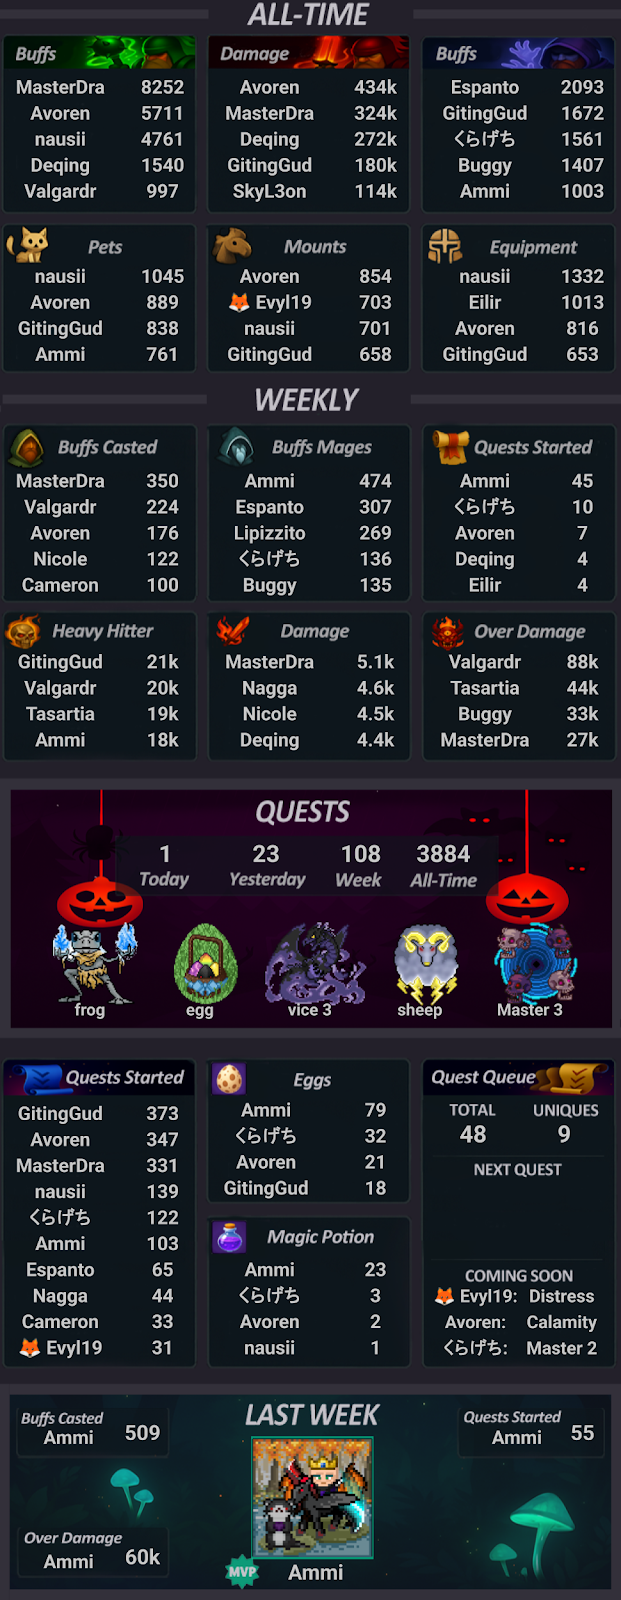 ALL-TIME
Buffs
MasterDra 8252
Avoren 5711
nausii 4761
Deqing 1540
Valgardr 997
Damage
Avoren 434k
MasterDra 324k
Deqing 272k
GitingGud 180k
SkyL3on 114k
Buffs
Espanto 2093
GitingGud 1672
くらげち 1561
Buggy 1407
Ammi 1003
Pets
nausii 1045
Avoren 889
GitingGud 838
Ammi 761
Mounts
Avoren 854
🦊 Evyl19 703
nausii 701
GitingGud 658
Equipment
nausii 1332
Eilir 1013
Avoren 816
GitingGud 653
WEEKLY
Buffs Casted
MasterDra 350
Valgardr 224
Avoren 176
Nicole 122
Cameron 100
Buffs Mages
Ammi 474
Espanto 307
Lipizzito 269
くらげち 136
Buggy 135
Quests Started
Ammi 45
くらげち 10
Avoren 7
Deqing 4
Eilir 4
Heavy Hitter
GitingGud 21k
Valgardr 20k
Tasartia 19k
Ammi 18k
Damage
MasterDra 5.1k
Nagga 4.6k
Nicole 4.5k
Deqing 4.4k
Over Damage
Valgardr 88k
Tasartia 44k
Buggy 33k
MasterDra 27k
QUESTS
1 23 108 3884
Today Yesterday Week All-Time
frog egg vice 3 sheep Master 3
Quests Started
GitingGud 373
Avoren 347
MasterDra 331
nausii 139
くらげち 122
Ammi 103
Espanto 65
Nagga 44
Cameron 33
🦊 Evyl19 31
Eggs
Ammi 79
くらげち 32
Avoren 21
GitingGud 18
Magic Potion
Ammi 23
くらげち 3
Avoren 2
nausii 1
Quest Queue
TOTAL UNIQUES
48 9
NEXT QUEST
COMING SOON
🦊 Evyl19: Distress
Avoren: Calamity
くらげち: Master 2
LAST WEEK
Buffs Casted
Ammi 509
Quests Started
Ammi 55
Over Damage
Ammi 60k
MVP Ammi